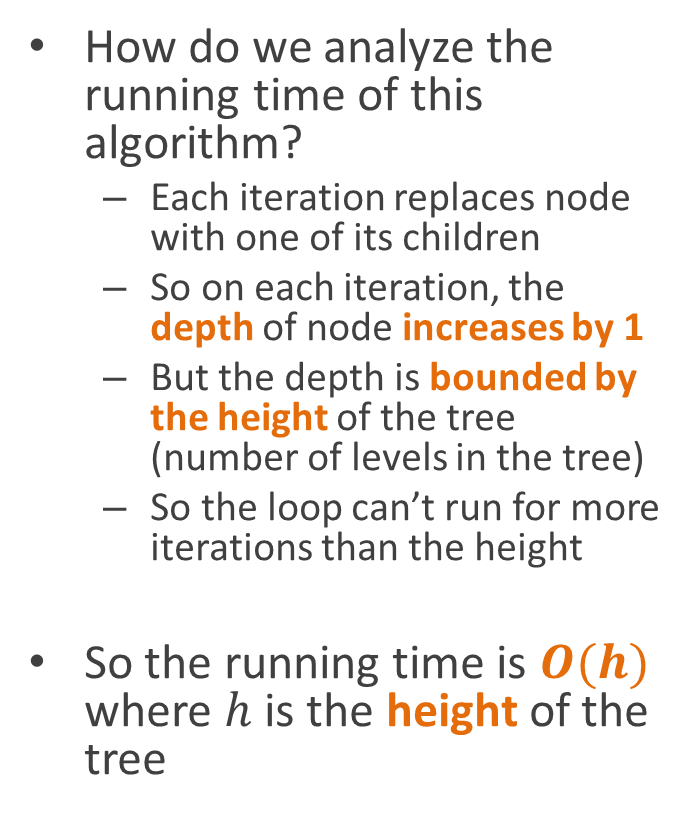 • How do we analyze the
running time of this
algorithm?
– Each iteration replaces node
with one of its children
– So on each iteration, the
depth of node increases by 1
– But the depth is bounded by
the height of the tree
(number of levels in the tree)
– So the loop can’t run for more
iterations than the height
• So the running time is O(h)
where h is the height of the
tree